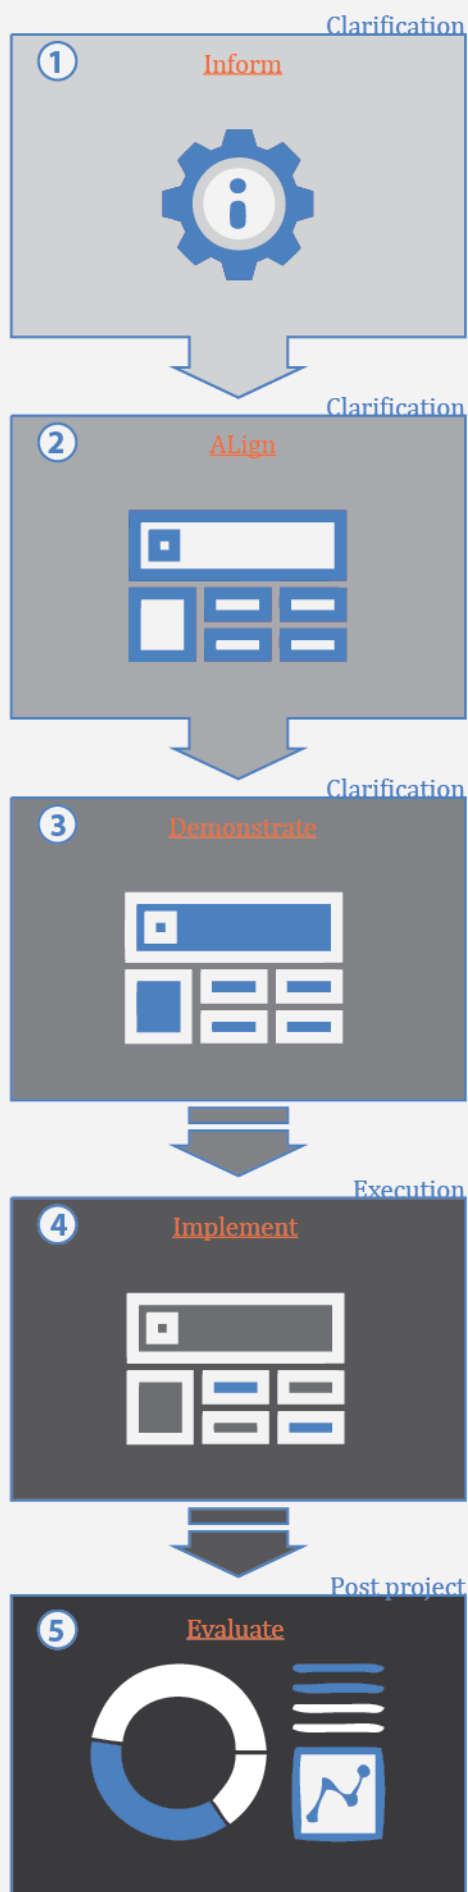 Clarification
1
Inform
Clarification
2
ALign
Clarification
3
Demonstrate
Execution
4
Implement
Post project
5
Evaluate